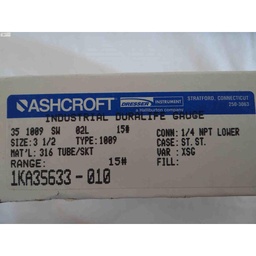 ASHCROFT DRESSER INSTRUMENT STRATFORD, CONNECTICUT
a Halliburton company
INDUSTRIAL DURALIFE GAUGE
35 1009 SW 02L 15#
SIZE:3 1/2 TYPE:1009 CONN: 1/4 NPT LOWER
MAT'L: 316 TUBE/SKT CASE: ST.ST.
RANGE: 15# VAR : XSG
FILL:
1KA35633-010